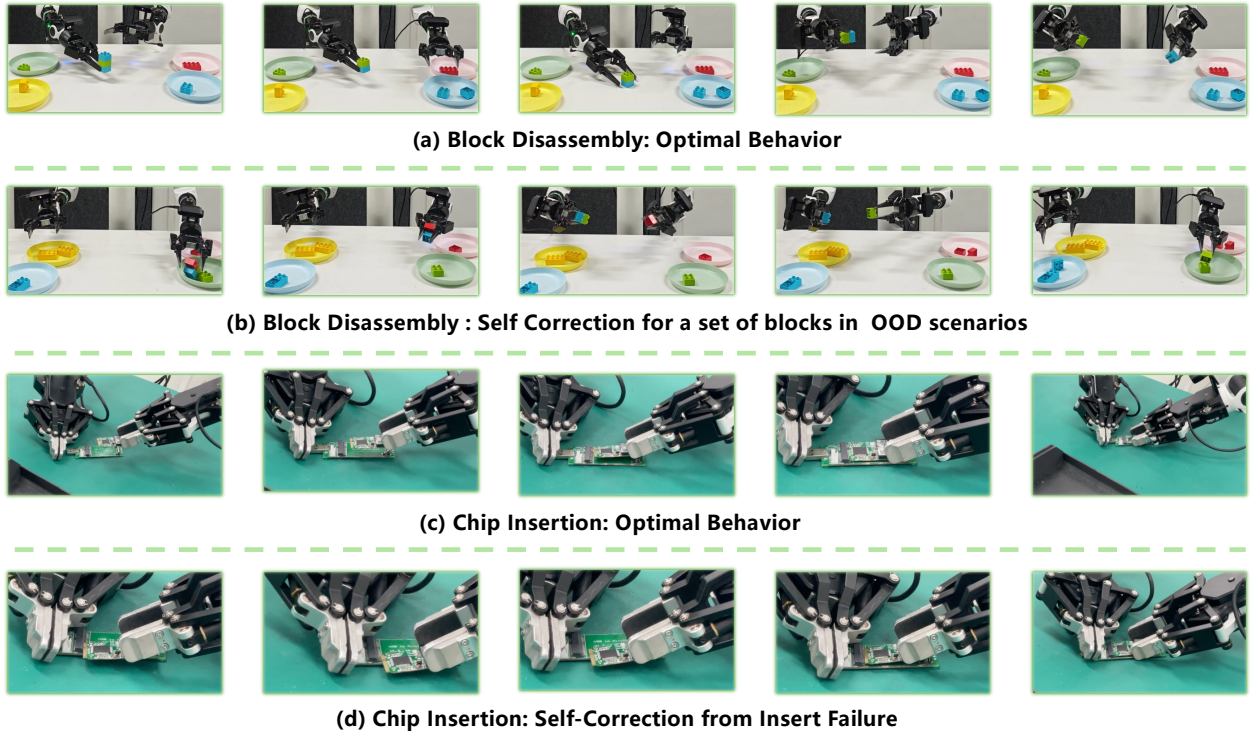 (a) Block Disassembly: Optimal Behavior
(b) Block Disassembly : Self Correction for a set of blocks in OOD scenarios
(c) Chip Insertion: Optimal Behavior
(d) Chip Insertion: Self-Correction from Insert Failure